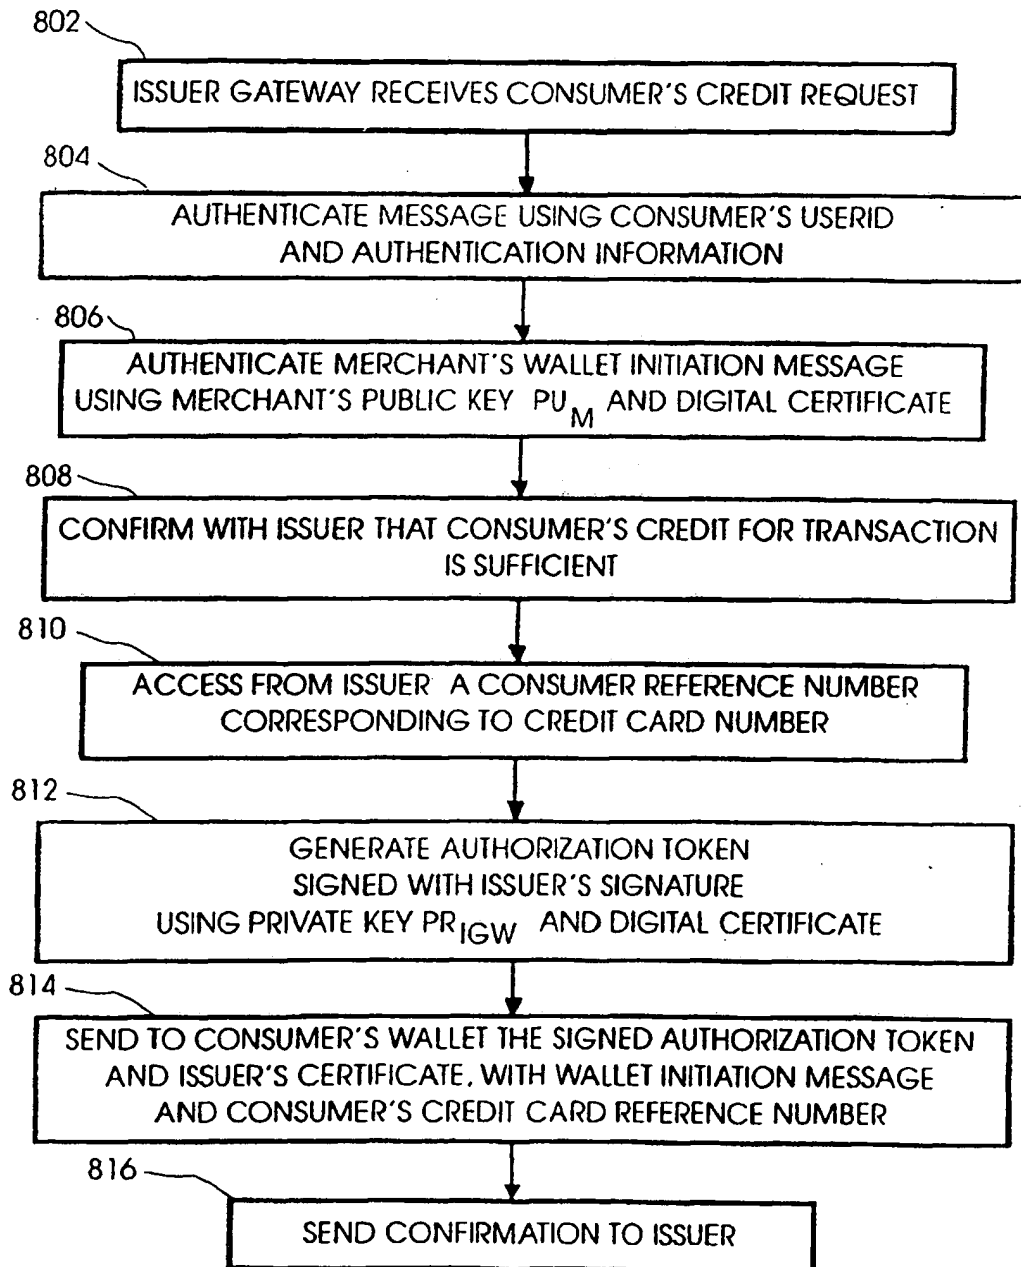 802
ISSUER GATEWAY RECEIVES CONSUMER'S CREDIT REQUEST
804
AUTHENTICATE MESSAGE USING CONSUMER'S USERID
AND AUTHENTICATION INFORMATION
806
AUTHENTICATE MERCHANT'S WALLET INITIATION MESSAGE
USING MERCHANT'S PUBLIC KEY PU_M AND DIGITAL CERTIFICATE
808
CONFIRM WITH ISSUER THAT CONSUMER'S CREDIT FOR TRANSACTION
IS SUFFICIENT
810
ACCESS FROM ISSUER A CONSUMER REFERENCE NUMBER
CORRESPONDING TO CREDIT CARD NUMBER
812
GENERATE AUTHORIZATION TOKEN
SIGNED WITH ISSUER'S SIGNATURE
USING PRIVATE KEY PR_IGW AND DIGITAL CERTIFICATE
814
SEND TO CONSUMER'S WALLET THE SIGNED AUTHORIZATION TOKEN
AND ISSUER'S CERTIFICATE, WITH WALLET INITIATION MESSAGE
AND CONSUMER'S CREDIT CARD REFERENCE NUMBER
816
SEND CONFIRMATION TO ISSUER